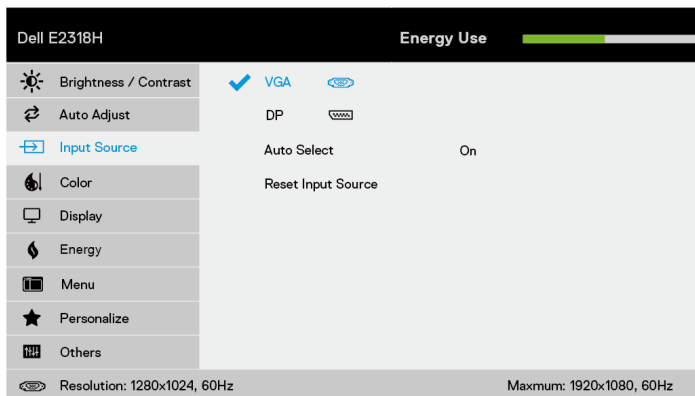 Dell E2318H Energy Use
Brightness / Contrast VGA
Auto Adjust DP
Input Source Auto Select On
Color Reset Input Source
Display
Energy
Menu
Personalize
Others
Resolution: 1280x1024, 60Hz Maxmum: 1920x1080, 60Hz